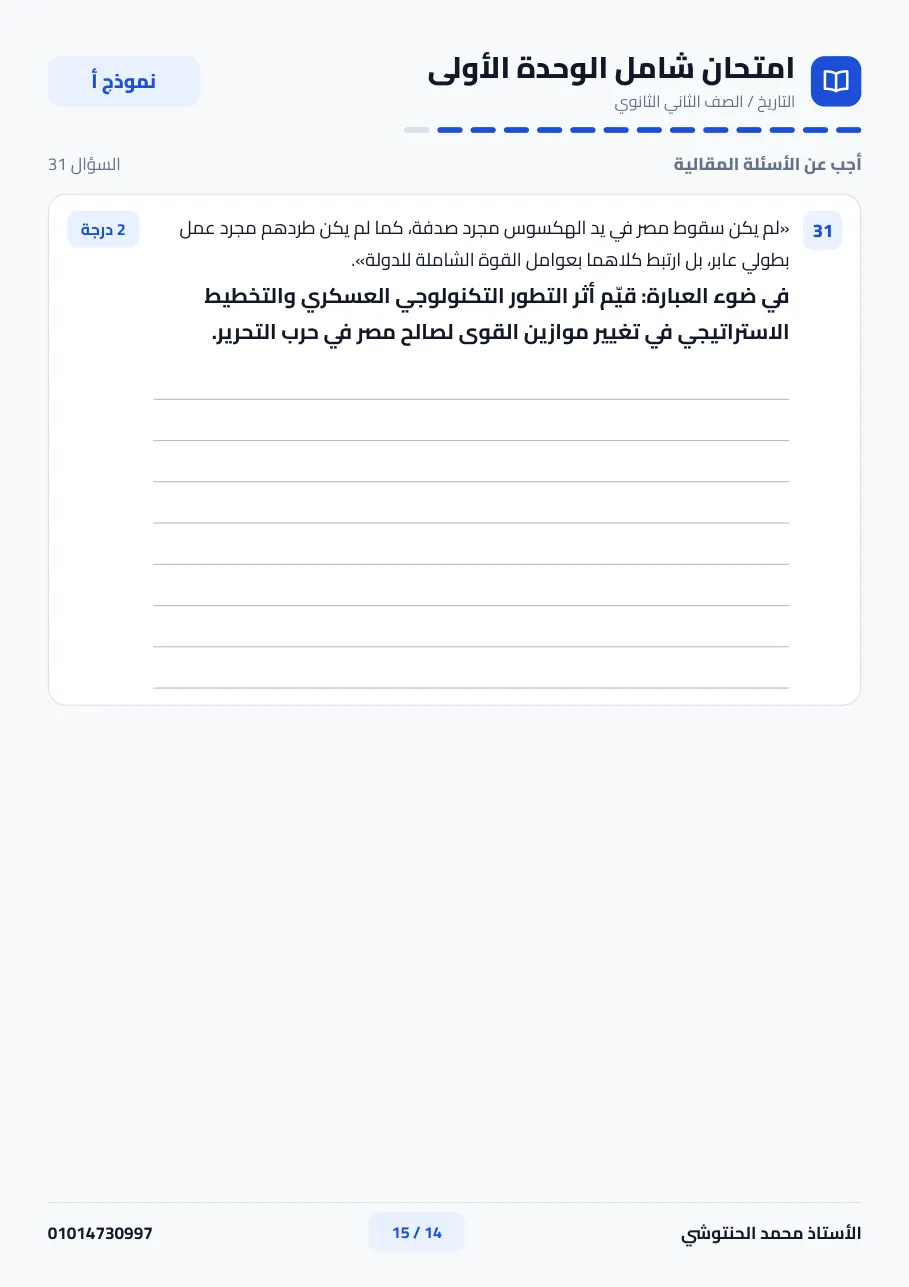 امتحان شامل الوحدة الأولى
نموذج أ
التاريخ / الصف الثاني الثانوي
أجب عن الأسئلة المقالية
السؤال 31
31
2 درجة
«لم يكن سقوط مصر في يد الهكسوس مجرد صدفة، كما لم يكن طردهم مجرد عمل
بطولي عابر، بل ارتبط كلاهما بعوامل القوة الشاملة للدولة».
في ضوء العبارة: قيّم أثر التطور التكنولوجي العسكري والتخطيط
الاستراتيجي في تغيير موازين القوى لصالح مصر في حرب التحرير.
الأستاذ محمد الحنتوشي
15 / 14
01014730997